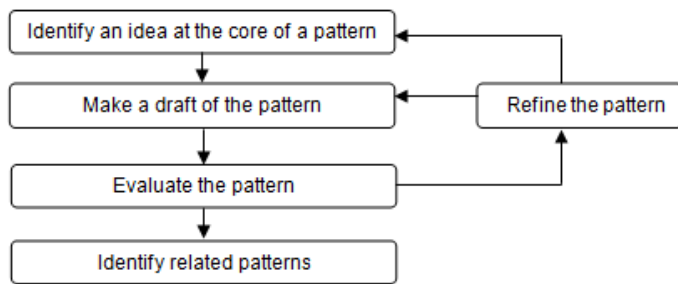 Identify an idea at the core of a pattern
Make a draft of the pattern
Refine the pattern
Evaluate the pattern
Identify related patterns